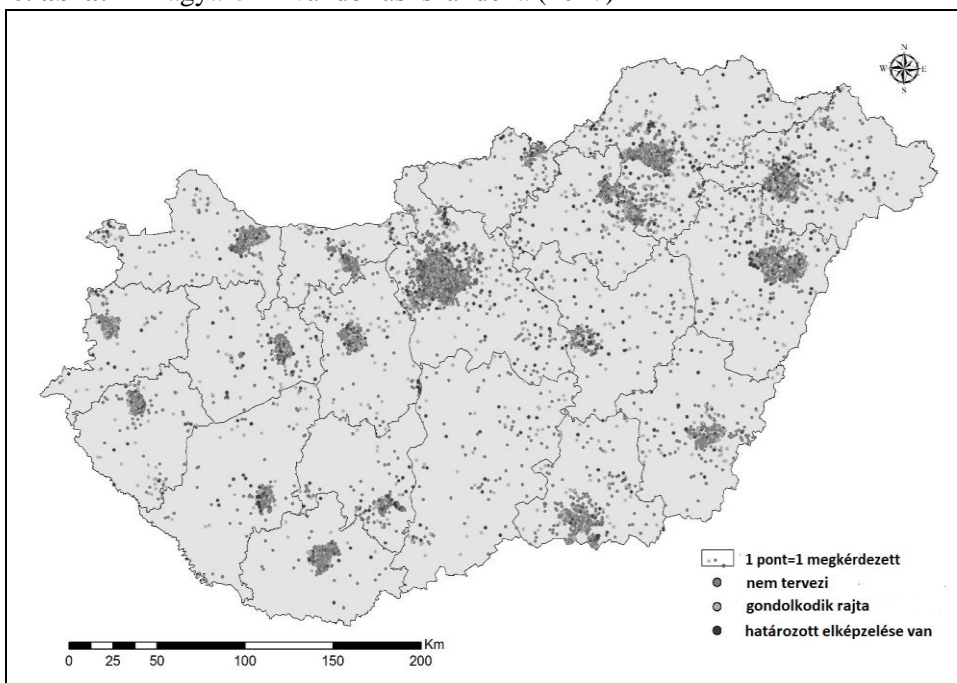 N
W E
S
1 pont=1 megkérdezett
nem tervezi
gondolkodik rajta
határozott elképzelése van
Km
0 25 50 100 150 200